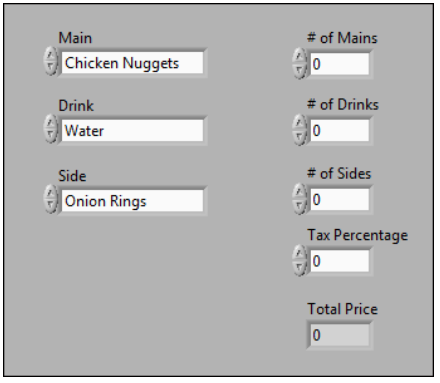 Main
Chicken Nuggets
# of Mains
0
Drink
Water
# of Drinks
0
Side
Onion Rings
# of Sides
0
Tax Percentage
0
Total Price
0